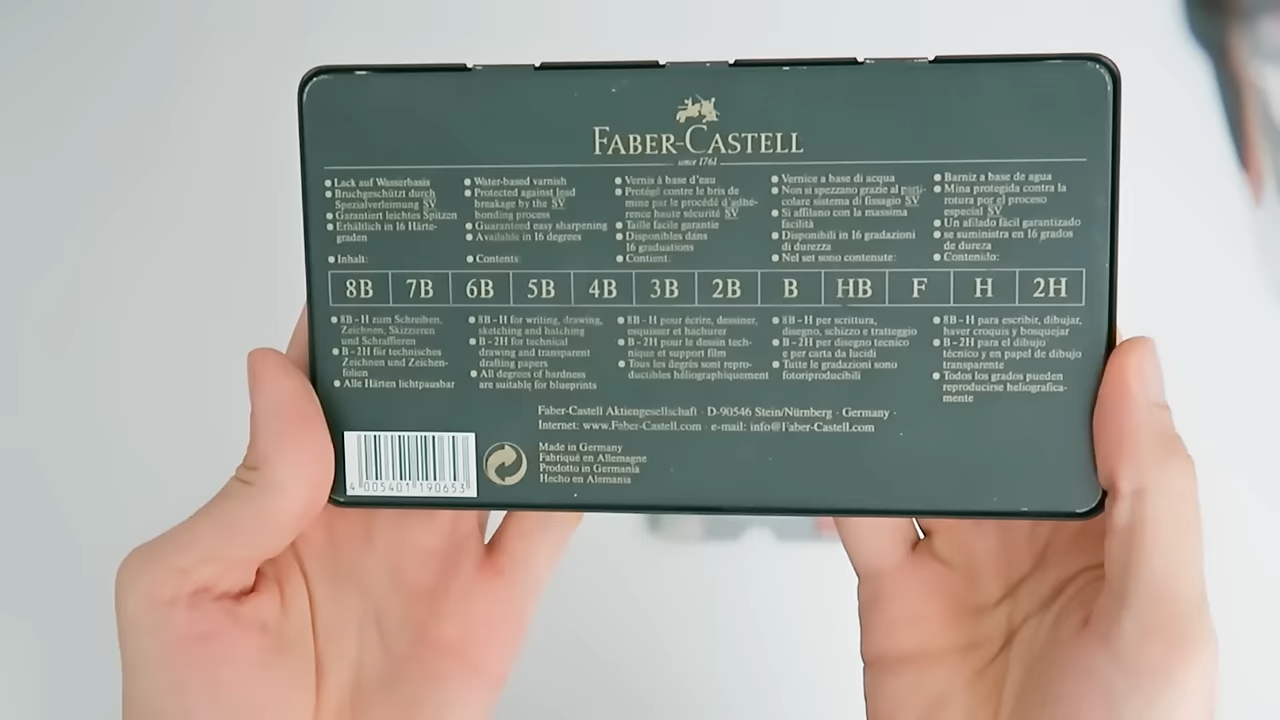 FABER-CASTELL
since 1761
● Lack auf Wasserbasis
● Bruchgeschützt durch
Spezialverleimung SV
● Garantiert leichtes Spitzen
● Erhältlich in 16 Härte-
graden
● Inhalt:
● Water-based varnish
● Protected against lead
breakage by the SV
bonding process
● Guaranteed easy sharpening
● Available in 16 degrees
● Contents:
● Vernis à base d'eau
● Protégé contre le bris de
mine par le procédé d'adhé-
rence haute sécurité SV
● Taille facile garantie
● Disponibles dans
16 graduations
● Contient:
● Vernice a base di acqua
● Non si spezzano grazie al parti-
colare sistema di fissagio SV
● Si affilano con la massima
facilità
● Disponibili in 16 gradazioni
di durezza
● Nel set sono contenute:
● Barniz a base de agua
● Mina protegida contra la
rotura por el proceso
especial SV
● Un afilado fácil garantizado
● se suministra en 16 grados
de dureza
● Contenido:
8B 7B 6B 5B 4B 3B 2B B HB F H 2H
● 8B-H zum Schreiben,
Zeichnen, Skizzieren
und Schraffieren
● B-2H für technisches
Zeichnen und Zeichen-
folien
● Alle Härten lichtpausbar
● 8B-H for writing, drawing,
sketching and hatching
● B-2H for technical
drawing and transparent
drafting papers
● All degrees of hardness
are suitable for blueprints
● 8B-H pour écrire, dessiner,
esquisser et hachurer
● B-2H pour le dessin tech-
nique et support film
● Tous les degrés sont repro-
ductibles héliographiquement
● 8B-H per scrittura,
disegno, schizzo e tratteggio
● B-2H per disegno tecnico
e per carta da lucidi
● Tutte le gradazioni sono
fotoriproducibili
● 8B-H para escribir, dibujar,
haver croquis y bosquejar
● B-2H para el dibujo
técnico y en papel de dibujo
transparente
● Todos los grados pueden
reproducirse heliografica-
mente
Faber-Castell Aktiengesellschaft · D-90546 Stein/Nürnberg · Germany ·
Internet: www.Faber-Castell.com · e-mail: info@Faber-Castell.com
Made in Germany
Fabriqué en Allemagne
Prodotto in Germania
Hecho en Alemania
4 005401 190653